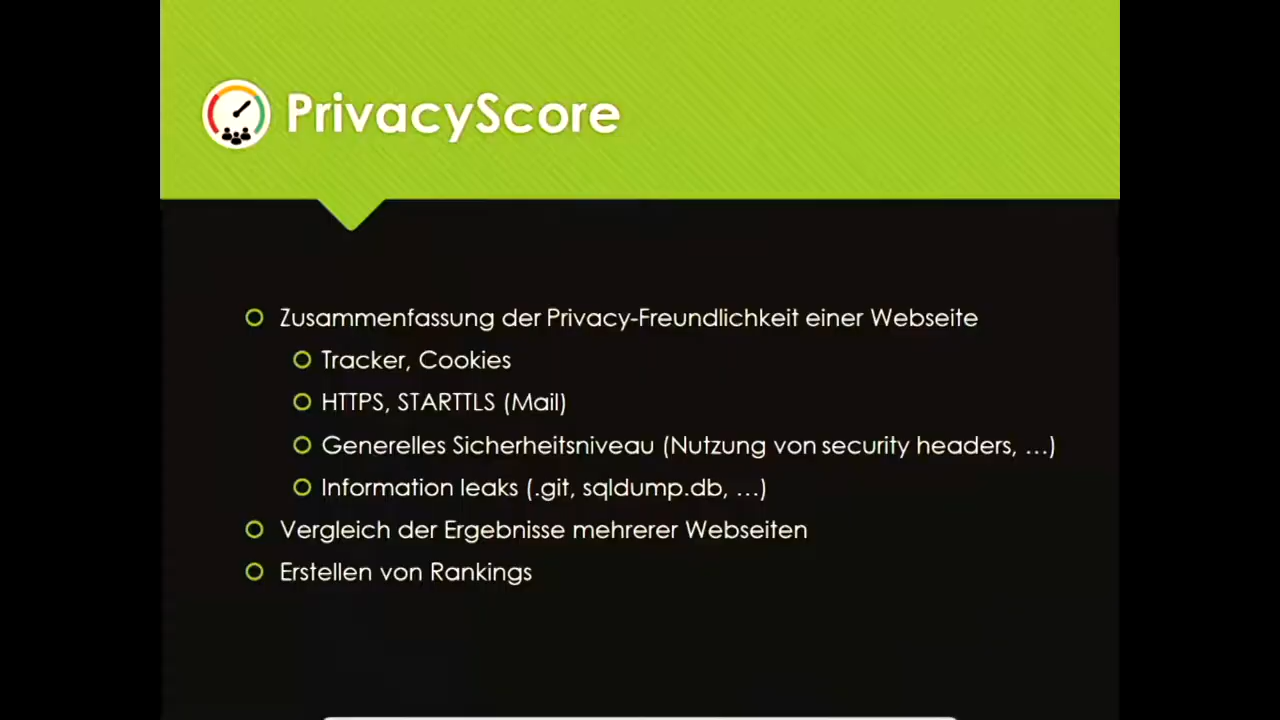 PrivacyScore
Zusammenfassung der Privacy-Freundlichkeit einer Webseite
Tracker, Cookies
HTTPS, STARTTLS (Mail)
Generelles Sicherheitsniveau (Nutzung von security headers, …)
Information leaks (.git, sqldump.db, …)
Vergleich der Ergebnisse mehrerer Webseiten
Erstellen von Rankings